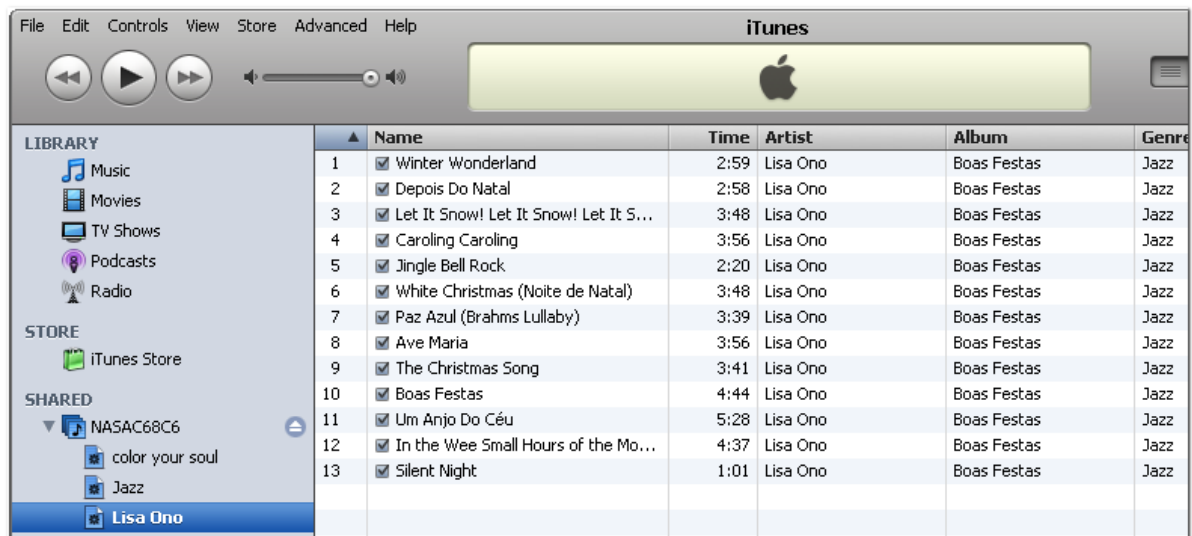 File Edit Controls View Store Advanced Help
iTunes
LIBRARY
Music
Movies
TV Shows
Podcasts
Radio
STORE
iTunes Store
SHARED
NASAC68C6
color your soul
Jazz
Lisa Ono
Name Time Artist Album Genre
1 Winter Wonderland 2:59 Lisa Ono Boas Festas Jazz
2 Depois Do Natal 2:58 Lisa Ono Boas Festas Jazz
3 Let It Snow! Let It Snow! Let It S... 3:48 Lisa Ono Boas Festas Jazz
4 Caroling Caroling 3:56 Lisa Ono Boas Festas Jazz
5 Jingle Bell Rock 2:20 Lisa Ono Boas Festas Jazz
6 White Christmas (Noite de Natal) 3:48 Lisa Ono Boas Festas Jazz
7 Paz Azul (Brahms Lullaby) 3:39 Lisa Ono Boas Festas Jazz
8 Ave Maria 3:56 Lisa Ono Boas Festas Jazz
9 The Christmas Song 3:41 Lisa Ono Boas Festas Jazz
10 Boas Festas 4:44 Lisa Ono Boas Festas Jazz
11 Um Anjo Do Céu 5:28 Lisa Ono Boas Festas Jazz
12 In the Wee Small Hours of the Mo... 4:37 Lisa Ono Boas Festas Jazz
13 Silent Night 1:01 Lisa Ono Boas Festas Jazz